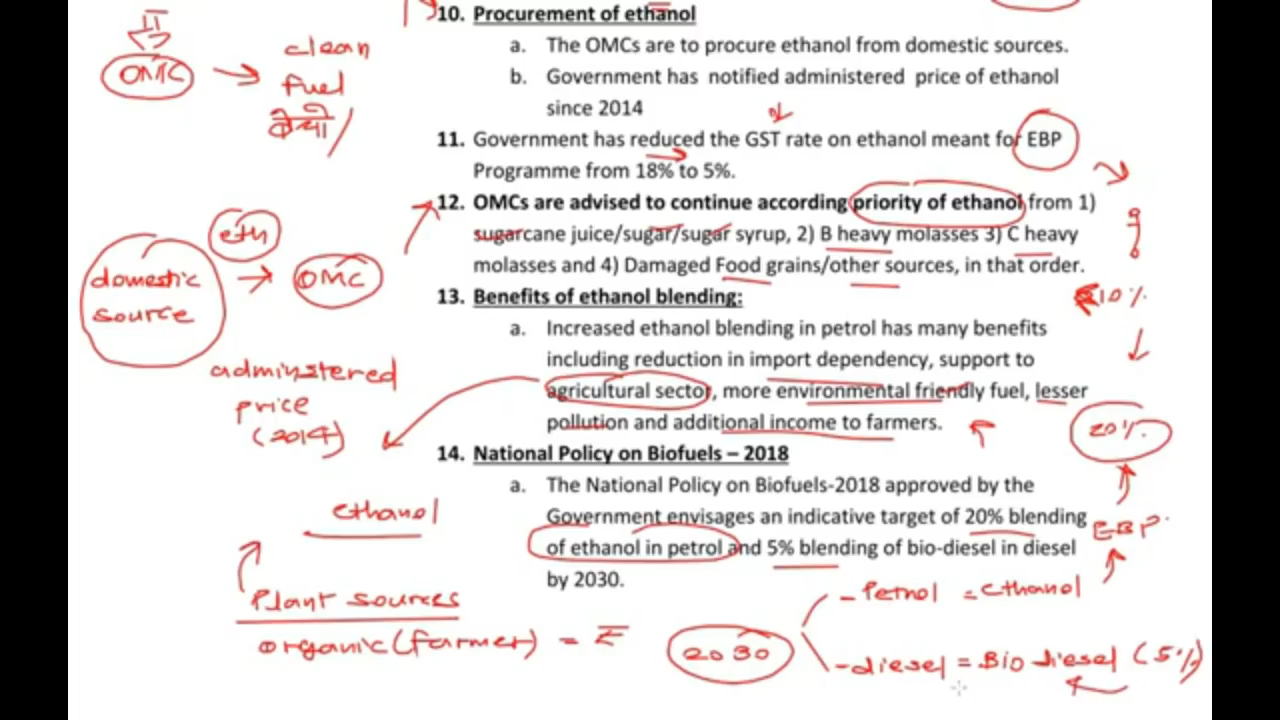 10. Procurement of ethanol
a. The OMCs are to procure ethanol from domestic sources.
b. Government has notified administered price of ethanol
since 2014
11. Government has reduced the GST rate on ethanol meant for EBP
Programme from 18% to 5%.
12. OMCs are advised to continue according priority of ethanol from 1)
sugarcane juice/sugar/sugar syrup, 2) B heavy molasses 3) C heavy
molasses and 4) Damaged Food grains/other sources, in that order.
13. Benefits of ethanol blending:
a. Increased ethanol blending in petrol has many benefits
including reduction in import dependency, support to
agricultural sector, more environmental friendly fuel, lesser
pollution and additional income to farmers.
14. National Policy on Biofuels – 2018
a. The National Policy on Biofuels-2018 approved by the
Government envisages an indicative target of 20% blending
of ethanol in petrol and 5% blending of bio-diesel in diesel
by 2030.
OMC → clean
fuel
eth
domestic
source → OMC
administered
price
(2014)
ethanol
Plant sources
organic (farmer) = ₹
10%
20%
EBP
2030
- Petrol = ethanol
- diesel = Bio diesel (5%)